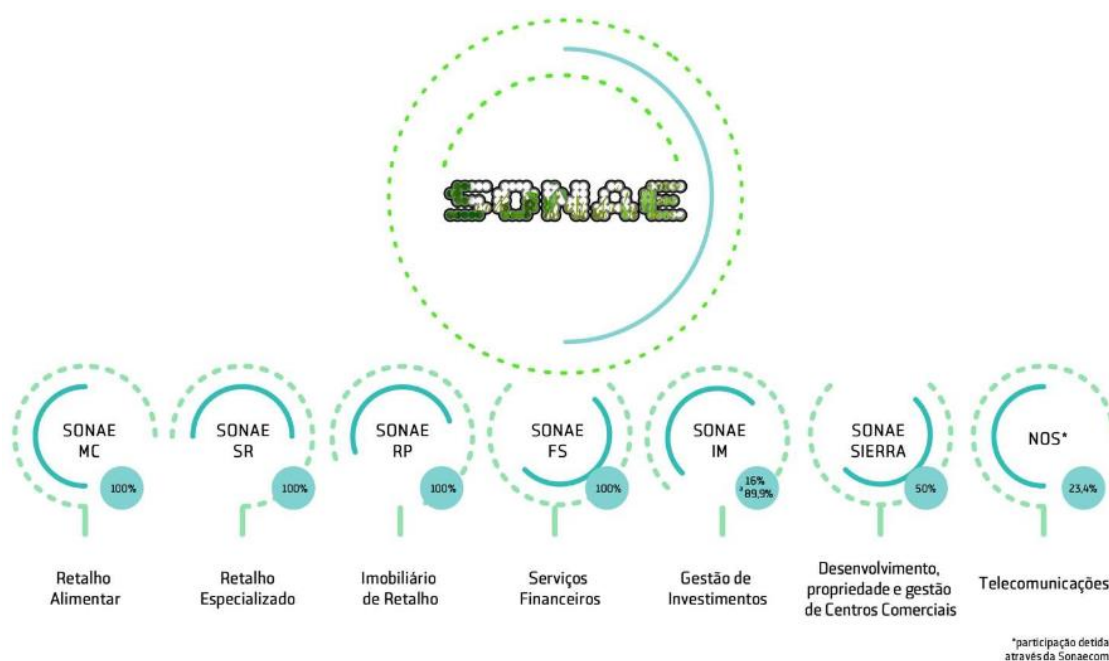 SONAE
SONAE
MC
100%
SONAE
SR
100%
SONAE
RP
100%
SONAE
FS
100%
SONAE
IM
16%
a 89,9%
SONAE
SIERRA
50%
NOS*
23,4%
Retalho
Alimentar
Retalho
Especializado
Imobiliário
de Retalho
Serviços
Financeiros
Gestão de
Investimentos
Desenvolvimento,
propriedade e gestão
de Centros Comerciais
Telecomunicações
*participação detida
através da Sonaecom